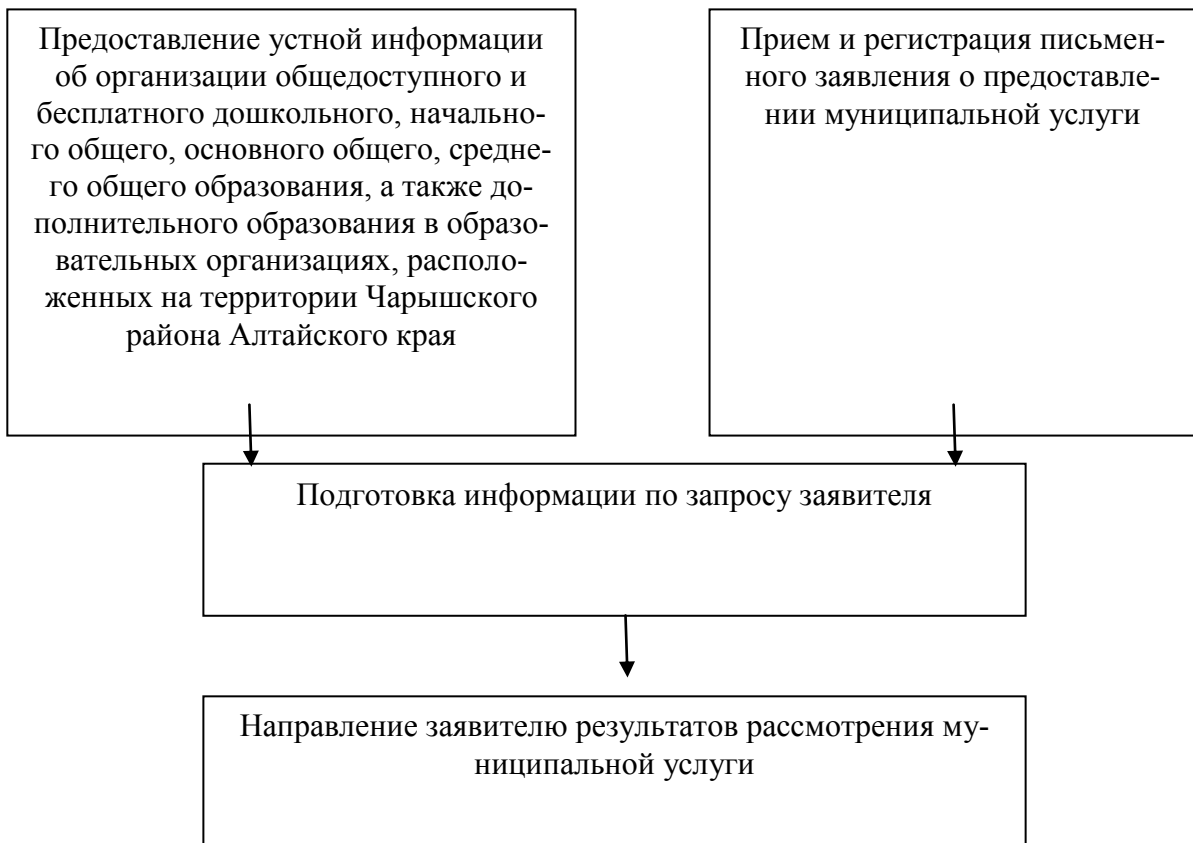 Предоставление устной информации
об организации общедоступного и
бесплатного дошкольного, начально-
го общего, основного общего, средне-
го общего образования, а также до-
полнительного образования в образо-
вательных организациях, располо-
женных на территории Чарышского
района Алтайского края
Прием и регистрация письмен-
ного заявления о предоставле-
нии муниципальной услуги
Подготовка информации по запросу заявителя
Направление заявителю результатов рассмотрения му-
ниципальной услуги